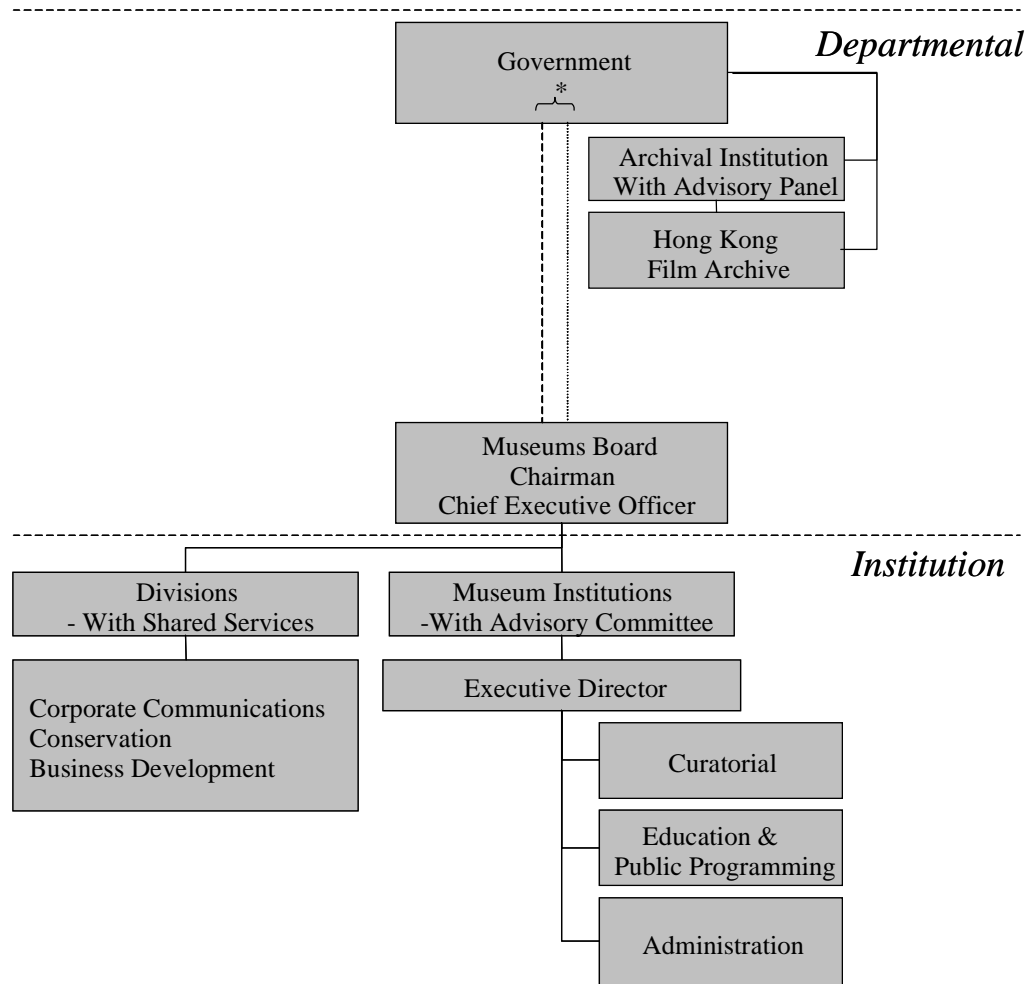 Departmental
Government
*
Archival Institution
With Advisory Panel
Hong Kong
Film Archive
Museums Board
Chairman
Chief Executive Officer
Institution
Divisions
- With Shared Services
Museum Institutions
-With Advisory Committee
Corporate Communications
Conservation
Business Development
Executive Director
Curatorial
Education &
Public Programming
Administration